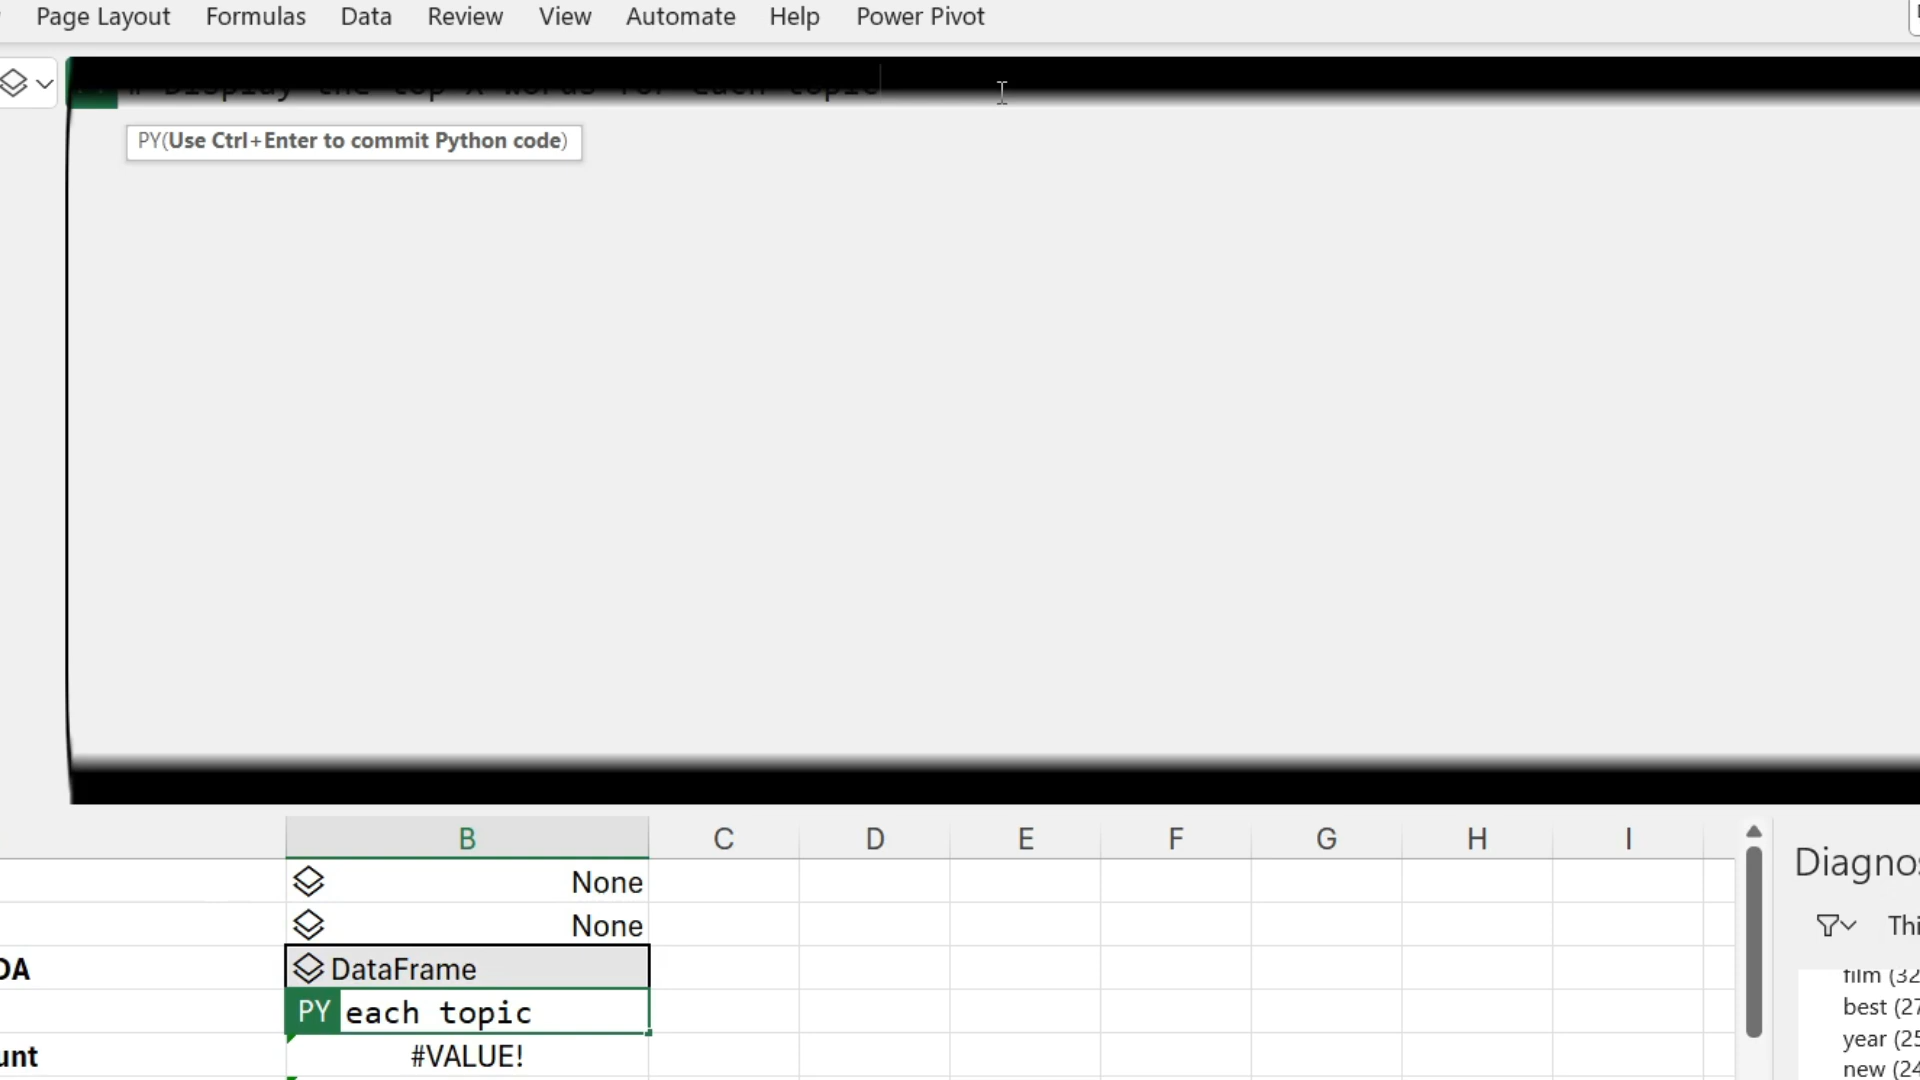 Page Layout Formulas Data Review View Automate Help Power Pivot
# Display the top X words for each topic
PY(Use Ctrl+Enter to commit Python code)
B C D E F G H I
None
None
DA DataFrame
PY each topic
unt #VALUE!
Diagnos
Thi
film (32
best (27
year (25
new (24